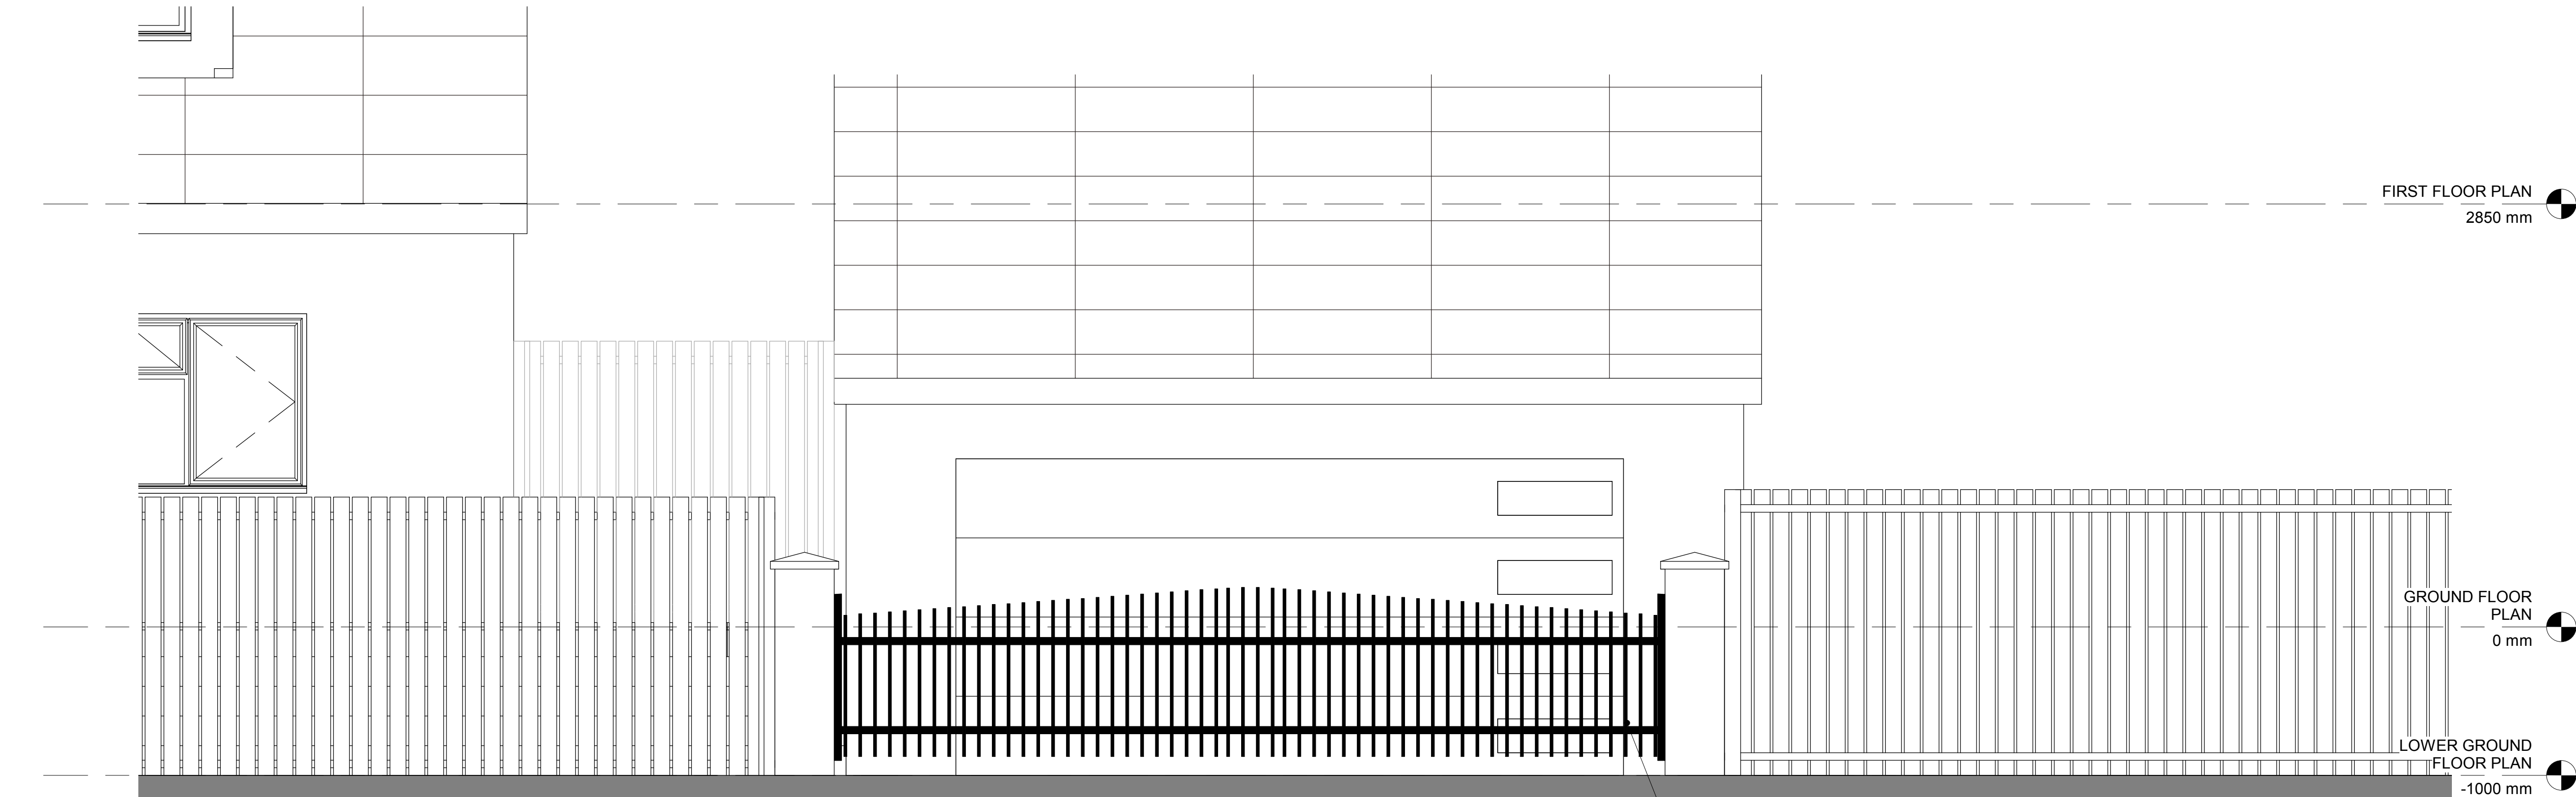 FIRST FLOOR PLAN
2850 mm
GROUND FLOOR
PLAN
0 mm
LOWER GROUND
FLOOR PLAN
-1000 mm